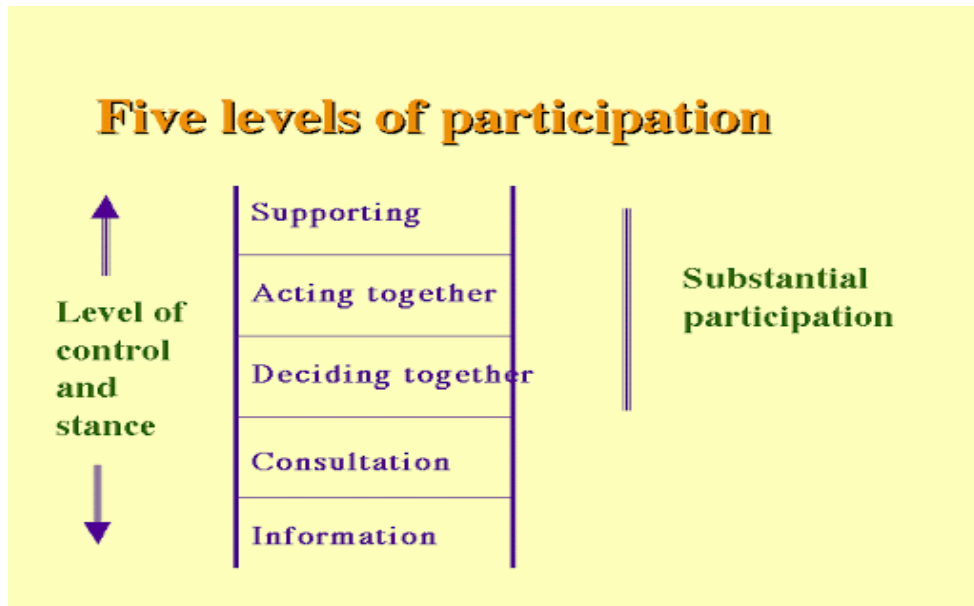 Five levels of participation
Supporting
Acting together
Deciding together
Consultation
Information
Level of
control
and
stance
Substantial
participation